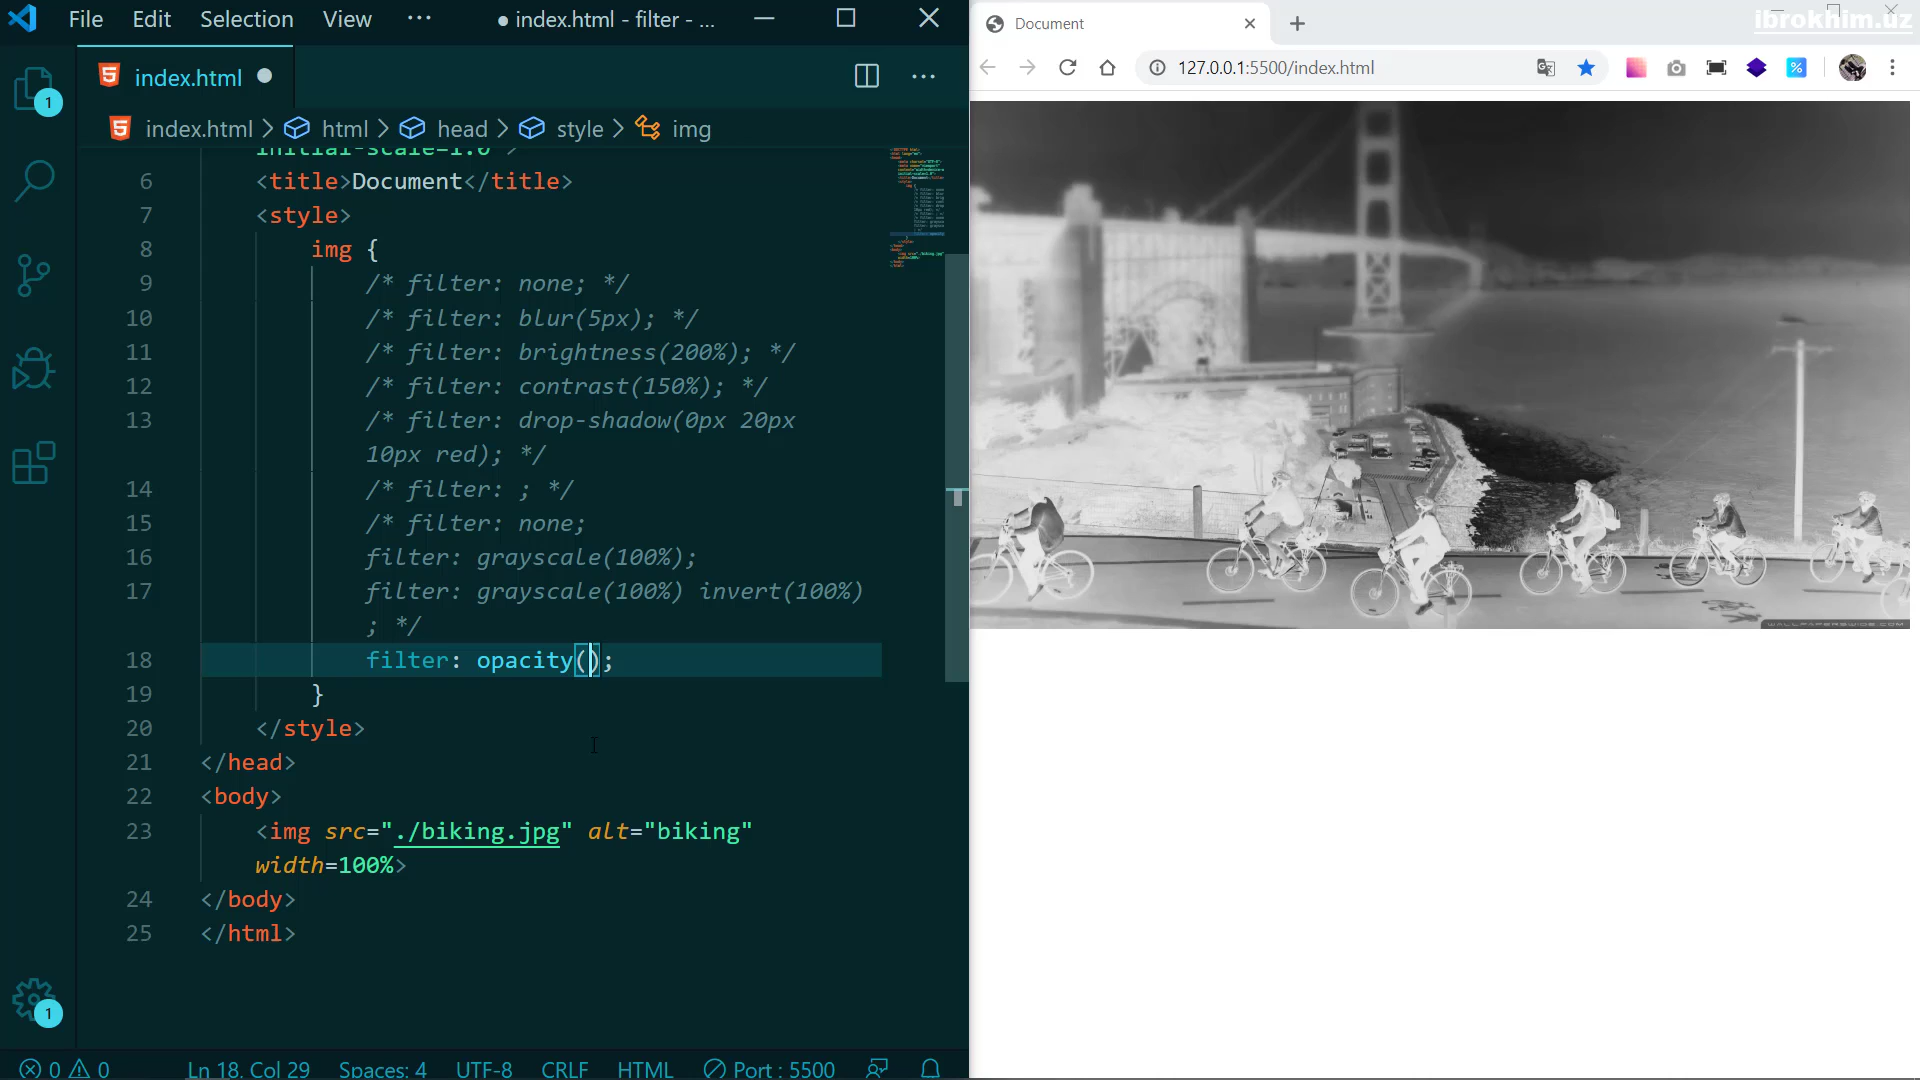 File Edit Selection View ··· ● index.html - filter - ...
index.html
index.html > html > head > style > img
initial-scale=1.0">
6 <title>Document</title>
7 <style>
8 img {
9 /* filter: none; */
10 /* filter: blur(5px); */
11 /* filter: brightness(200%); */
12 /* filter: contrast(150%); */
13 /* filter: drop-shadow(0px 20px
10px red); */
14 /* filter: ; */
15 /* filter: none;
16 filter: grayscale(100%);
17 filter: grayscale(100%) invert(100%)
; */
18 filter: opacity();
19 }
20 </style>
21 </head>
22 <body>
23 <img src="./biking.jpg" alt="biking"
width=100%>
24 </body>
25 </html>
1
1
0 0 Ln 18, Col 29 Spaces: 4 UTF-8 CRLF HTML Port : 5500
Document
ibrokhim.uz
127.0.0.1:5500/index.html